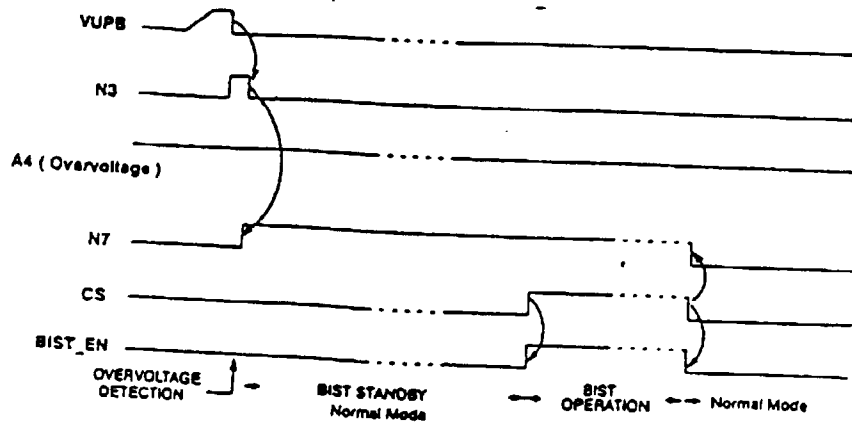 VUPB
N3
A4 ( Overvoltage )
N7
CS
BIST_EN
OVERVOLTAGE
DETECTION
BIST STANDBY
Normal Mode
BIST
OPERATION
Normal Mode